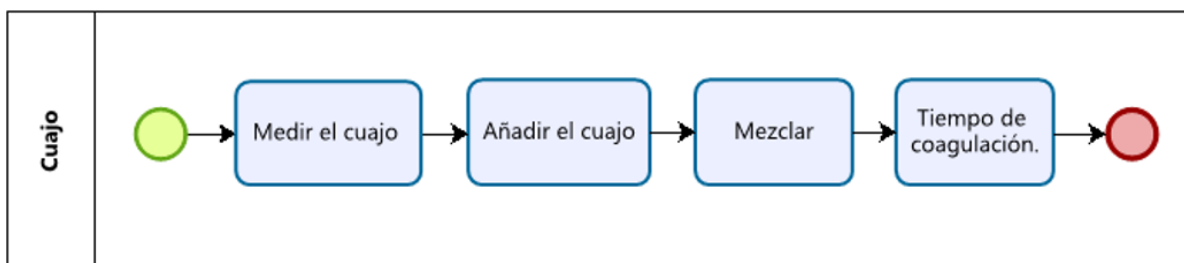 Cuajo
Medir el cuajo
Añadir el cuajo
Mezclar
Tiempo de
coagulación.